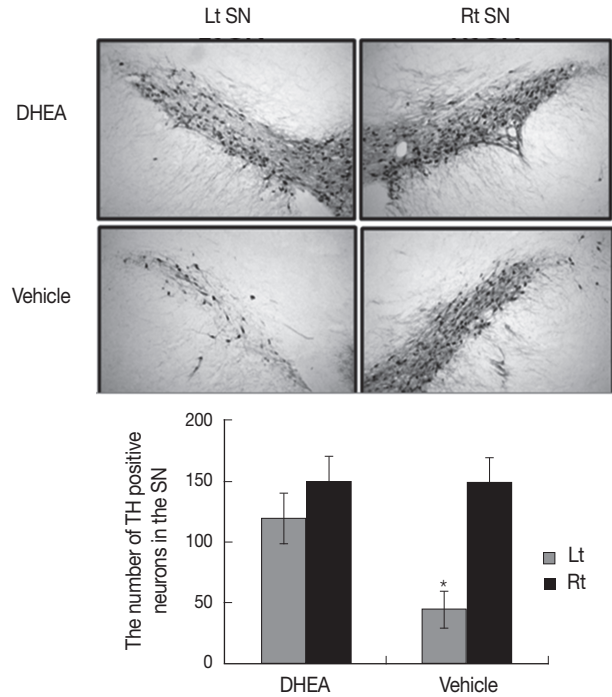 Lt SN
Rt SN
DHEA
Vehicle
The number of TH positive
neurons in the SN
200
150
100
50
0
*
Lt
Rt
DHEA
Vehicle